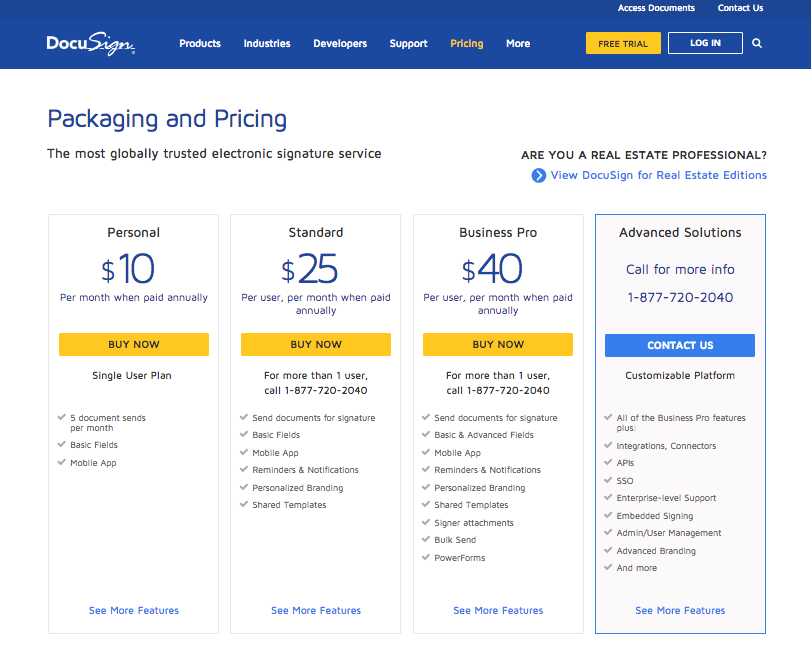 Access Documents Contact Us
DocuSign Products Industries Developers Support Pricing More FREE TRIAL LOG IN
Packaging and Pricing
The most globally trusted electronic signature service
ARE YOU A REAL ESTATE PROFESSIONAL?
View DocuSign for Real Estate Editions
Personal
$10
Per month when paid annually
BUY NOW
Single User Plan
5 document sends
per month
Basic Fields
Mobile App
See More Features
Standard
$25
Per user, per month when paid
annually
BUY NOW
For more than 1 user,
call 1-877-720-2040
Send documents for signature
Basic Fields
Mobile App
Reminders & Notifications
Personalized Branding
Shared Templates
See More Features
Business Pro
$40
Per user, per month when paid
annually
BUY NOW
For more than 1 user,
call 1-877-720-2040
Send documents for signature
Basic & Advanced Fields
Mobile App
Reminders & Notifications
Personalized Branding
Shared Templates
Signer attachments
Bulk Send
PowerForms
See More Features
Advanced Solutions
Call for more info
1-877-720-2040
CONTACT US
Customizable Platform
All of the Business Pro features
plus:
Integrations, Connectors
APIs
SSO
Enterprise-level Support
Embedded Signing
Admin/User Management
Advanced Branding
And more
See More Features